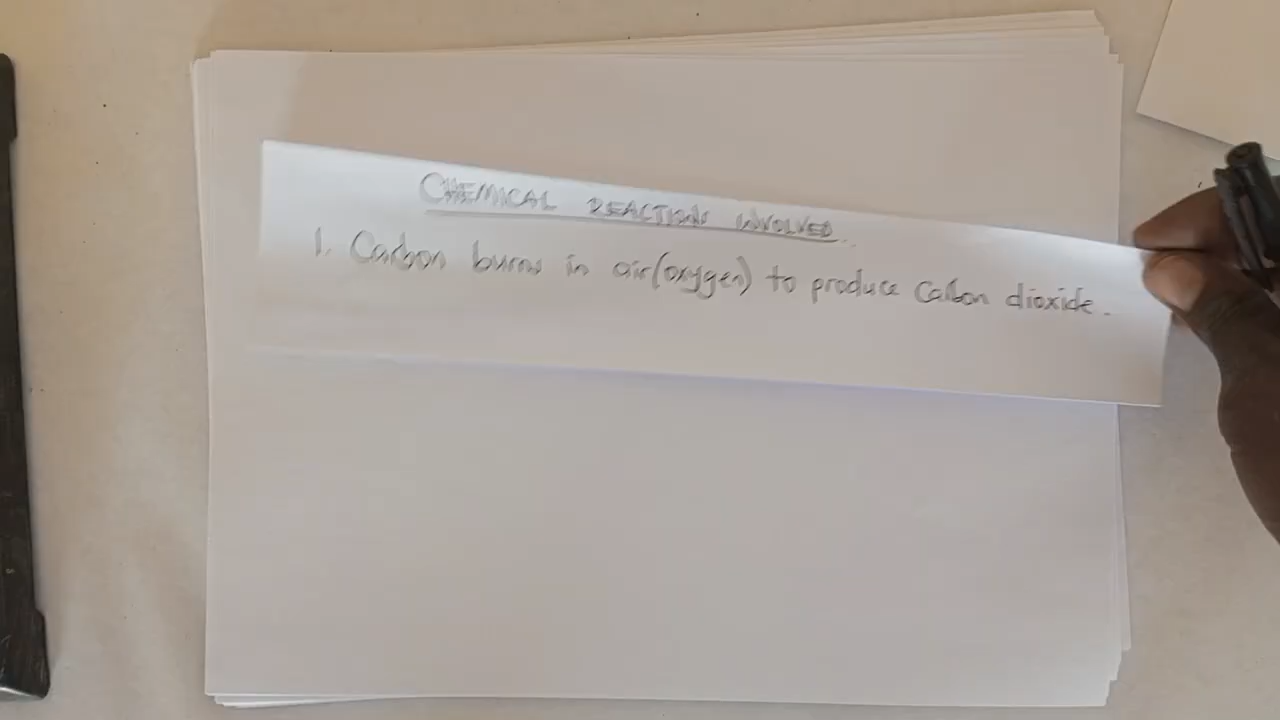 CHEMICAL REACTIONS INVOLVED.
1. Carbon burns in air(oxygen) to produce Carbon dioxide.